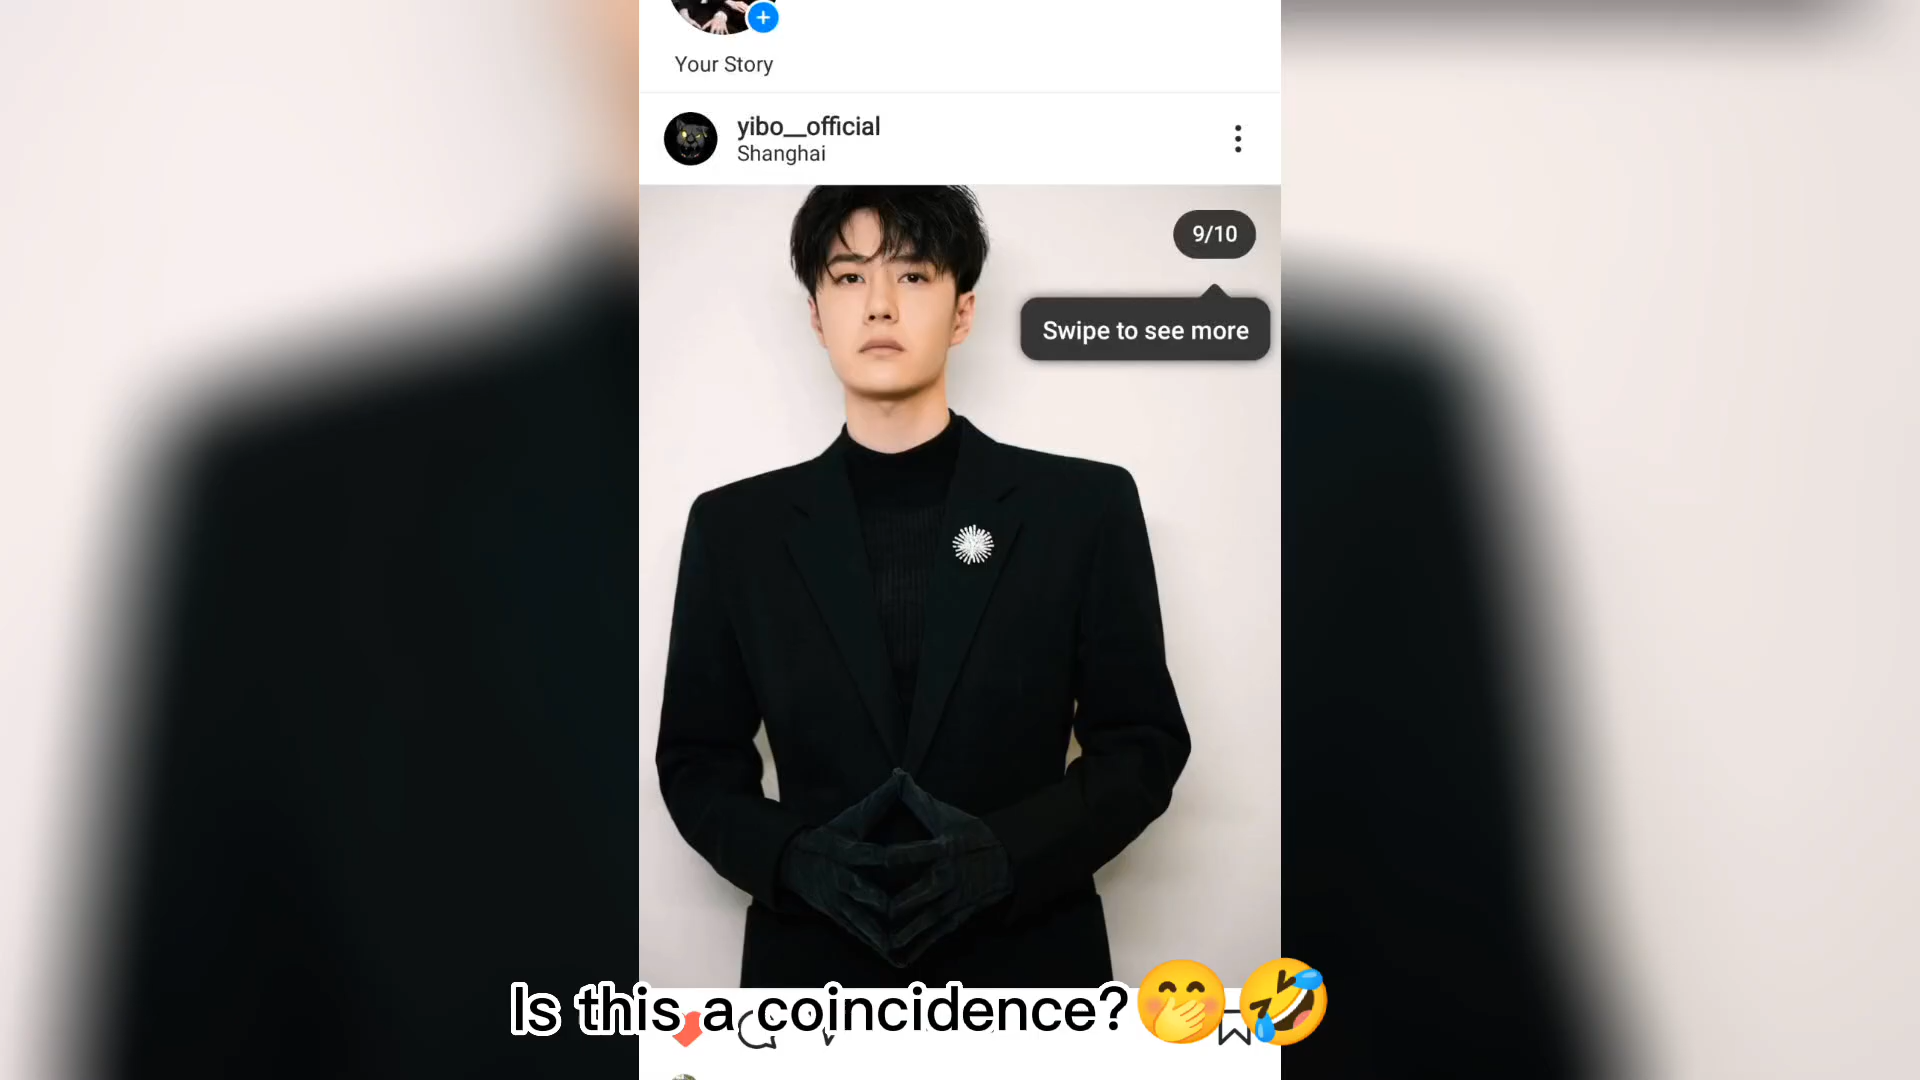 Your Story
yibo__official
Shanghai
9/10
Swipe to see more
Is this a coincidence?🤭🤣